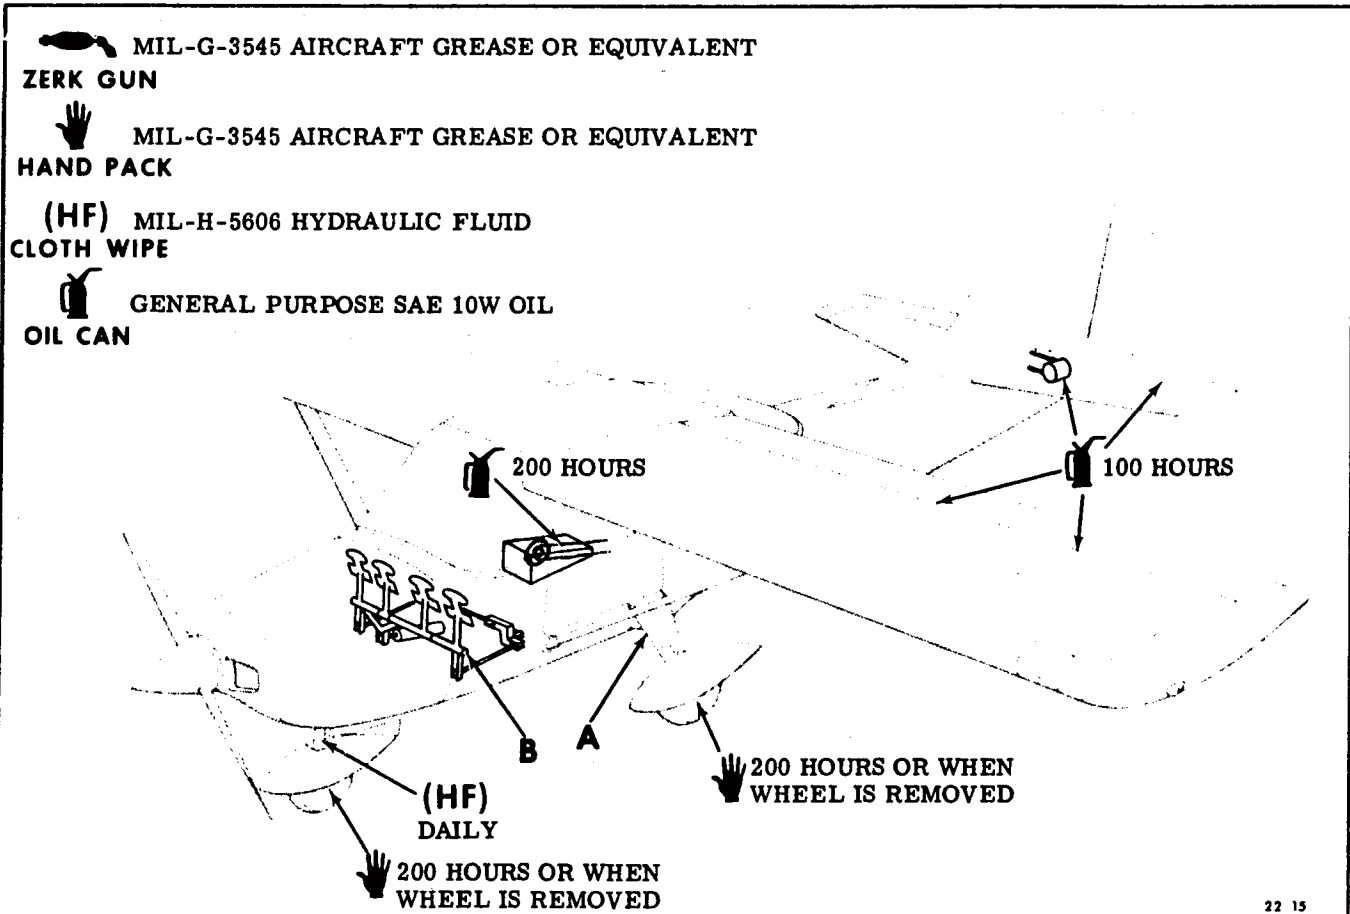 MIL-G-3545 AIRCRAFT GREASE OR EQUIVALENT
ZERK GUN
MIL-G-3545 AIRCRAFT GREASE OR EQUIVALENT
HAND PACK
(HF) MIL-H-5606 HYDRAULIC FLUID
CLOTH WIPE
GENERAL PURPOSE SAE 10W OIL
OIL CAN
200 HOURS
100 HOURS
B
A
200 HOURS OR WHEN
WHEEL IS REMOVED
(HF)
DAILY
200 HOURS OR WHEN
WHEEL IS REMOVED
22 15